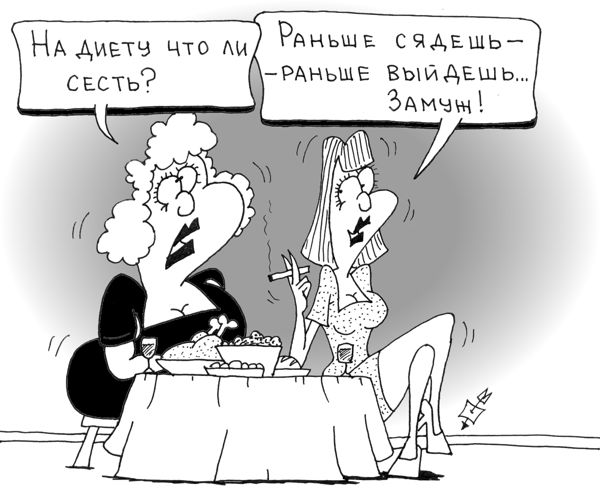 На диету что ли
сесть?
Раньше сядешь—
-раньше выйдешь...
Замуж!